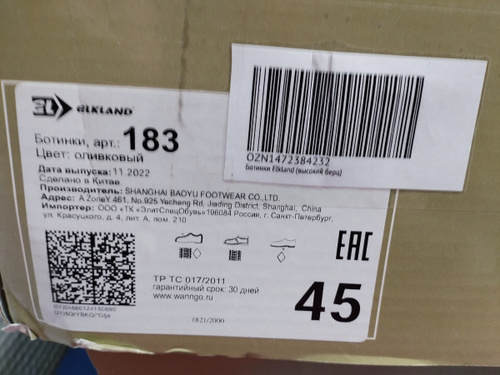 ELKLAND
Ботинки, арт.: 183
Цвет: оливковый
Дата выпуска: 11.2022
Сделано в Китае
Производитель: SHANGHAI BAOYU FOOTWEAR CO.,LTD.
Адрес: A ZoneY 461, No.925 Yecheng Rd, Jiading District, Shanghai, China
Импортер: ООО «ТК «ЭлитСпецОбувь»196084 Россия, г. Санкт-Петербург,
ул. Красуцкого, д. 4, лит. А, пом. 210
OZN1472384232
Ботинки Elkland (высокий берц)
EAC
ТР ТС 017/2011
гарантийный срок: 30 дней
www.wanngo.ru
45
1821/2000